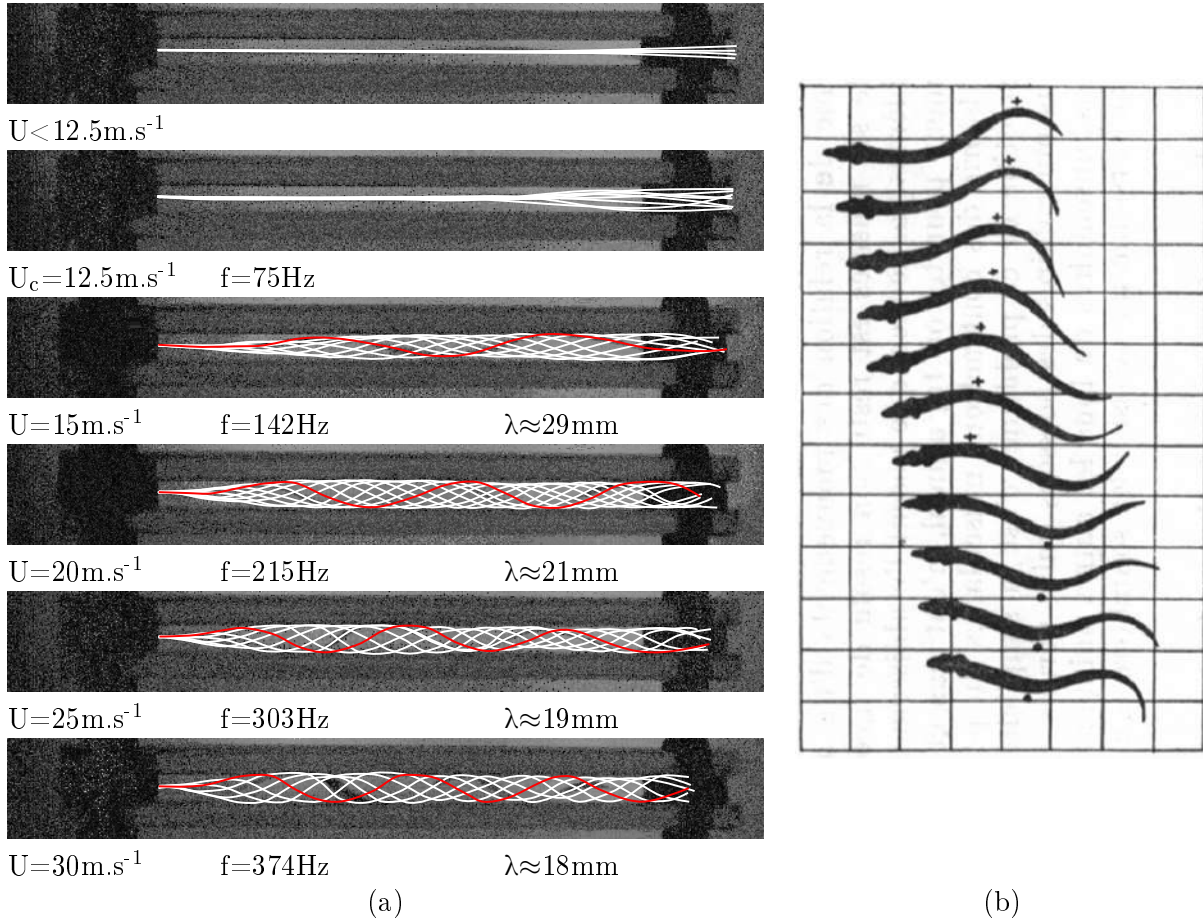 U<12.5m.s⁻¹
U_c=12.5m.s⁻¹ f=75Hz
U=15m.s⁻¹ f=142Hz λ≈29mm
U=20m.s⁻¹ f=215Hz λ≈21mm
U=25m.s⁻¹ f=303Hz λ≈19mm
U=30m.s⁻¹ f=374Hz λ≈18mm
(a)
(b)